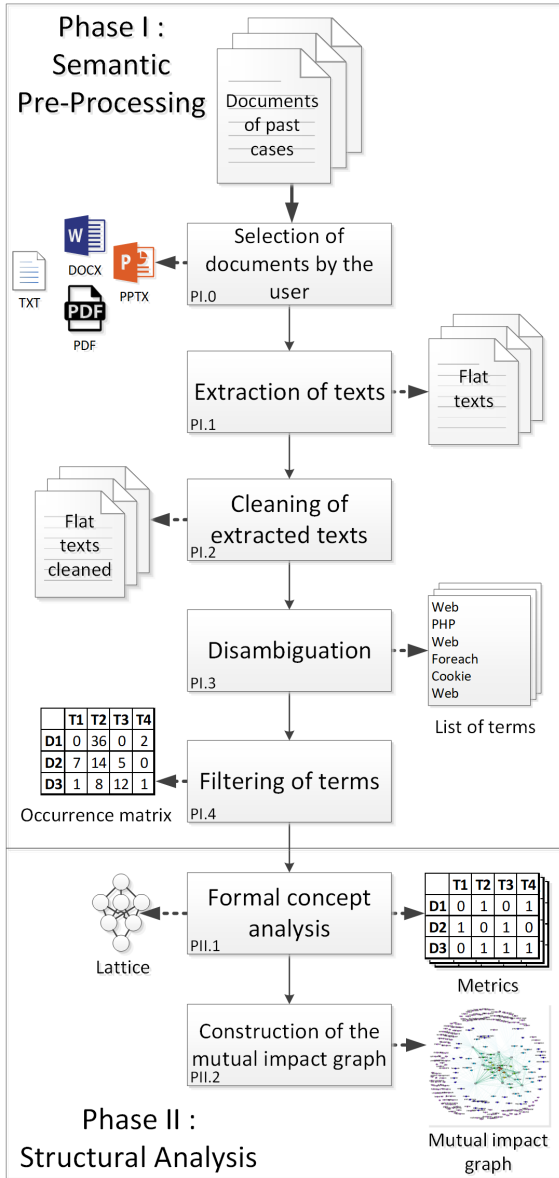 Phase I :
Semantic
Pre-Processing
Documents
of past
cases
Selection of
documents by the
user
PI.0
W
DOCX
P
PPTX
TXT
PDF
PDF
Extraction of texts
PI.1
Flat
texts
Cleaning of
extracted texts
PI.2
Flat
texts
cleaned
Disambiguation
PI.3
Web
PHP
Web
Foreach
Cookie
Web
List of terms
Filtering of terms
PI.4
T1 T2 T3 T4
D1 0 36 0 2
D2 7 14 5 0
D3 1 8 12 1
Occurrence matrix
Formal concept
analysis
PII.1
Lattice
T1 T2 T3 T4
D1 0 1 0 1
D2 1 0 1 0
D3 0 1 1 1
Metrics
Construction of the
mutual impact graph
PII.2
Mutual impact
graph
Phase II :
Structural Analysis